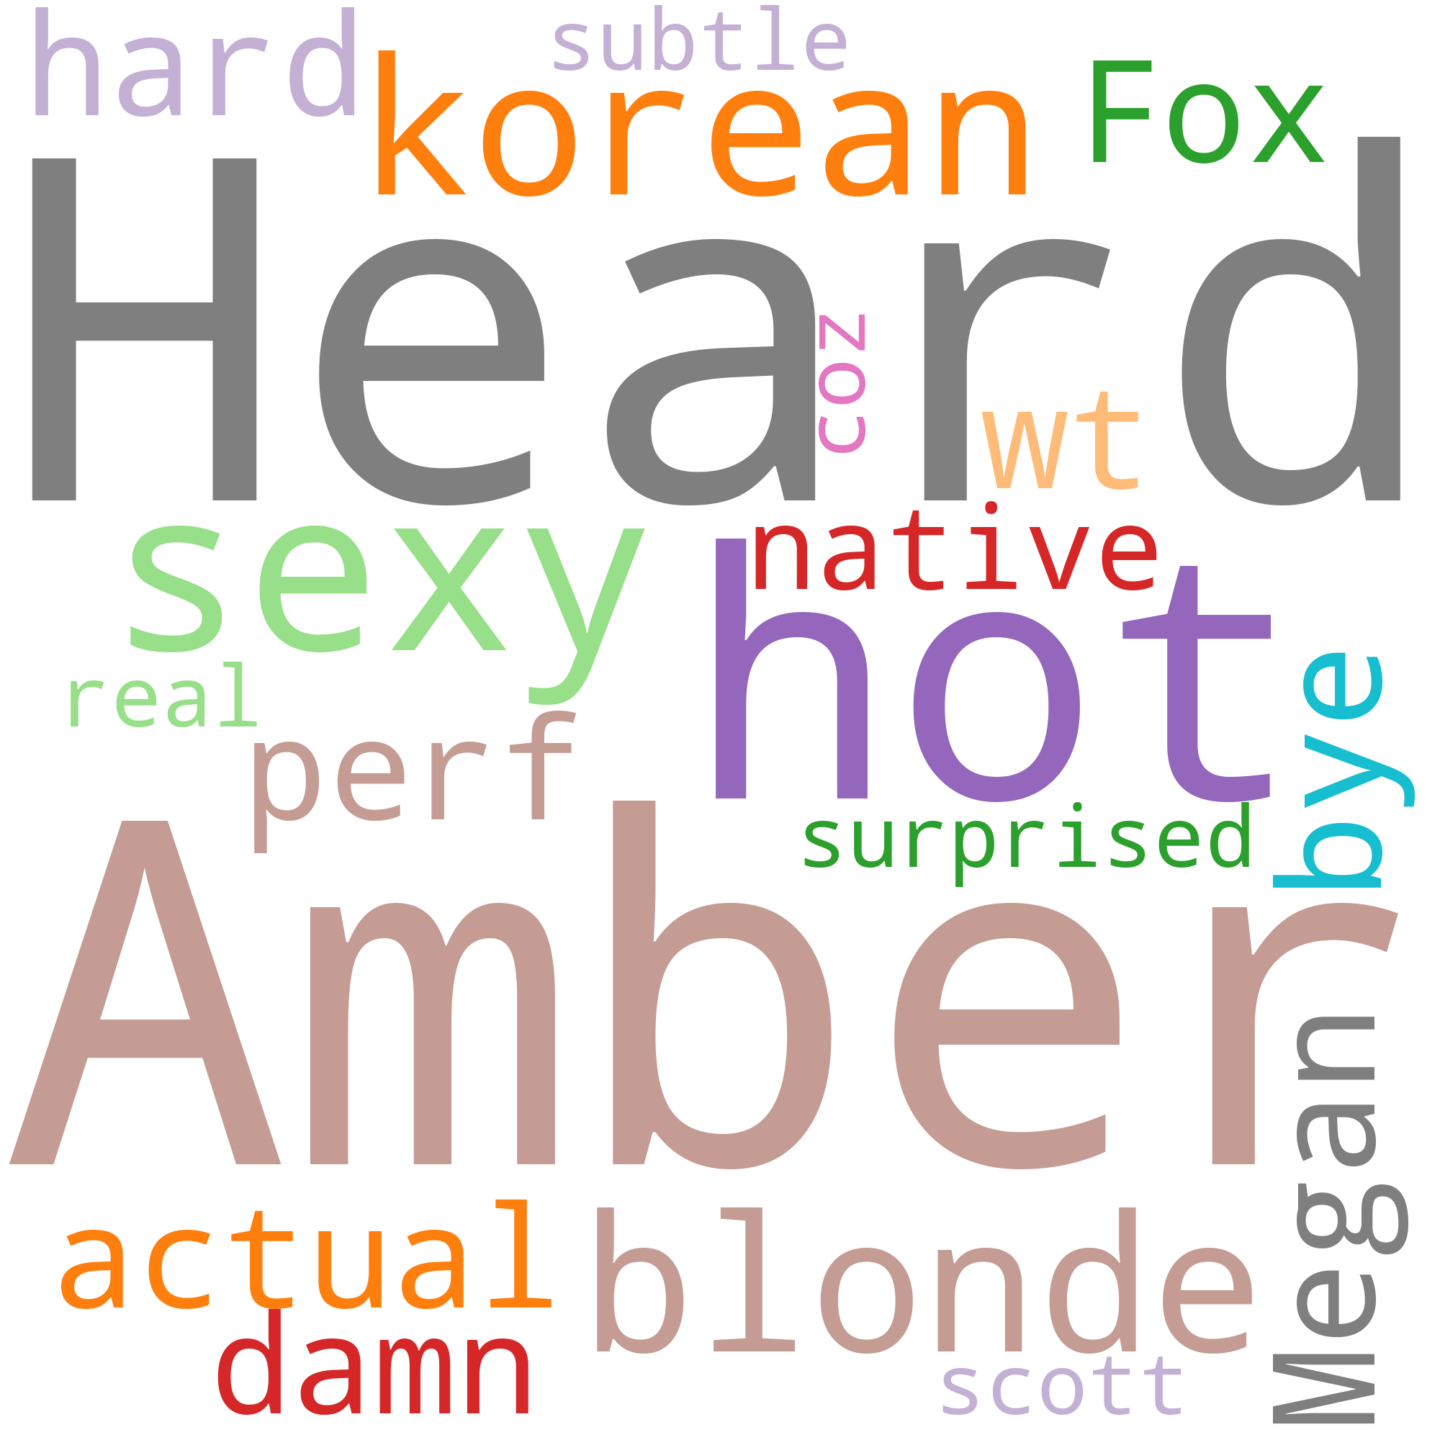 hard
subtle
korean
Fox
Heard
coz
wt
native
sexy
hot
real
perf
bye
surprised
Amber
Megan
actual
blonde
damn
scott